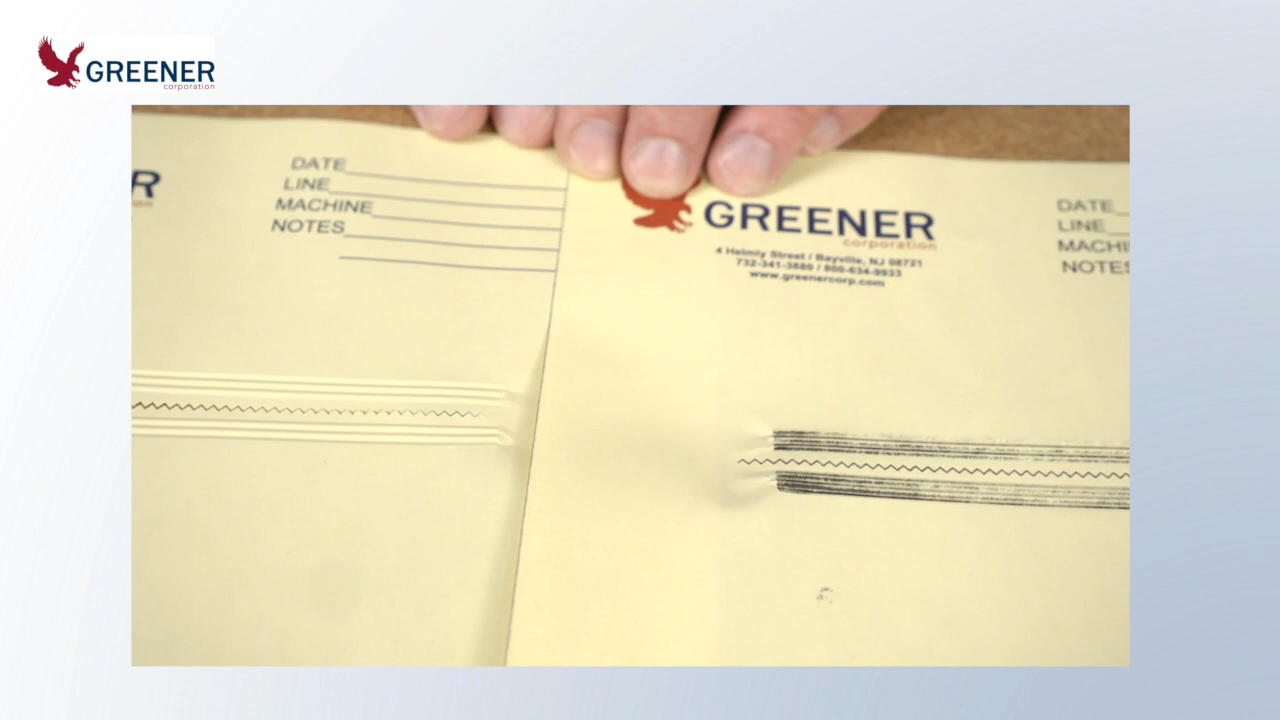 GREENER
corporation
R
DATE
LINE
MACHINE
NOTES
GREENER
corporation
4 Helmly Street / Bayville, NJ 08721
732-341-3880 / 800-634-9933
www.greenercorp.com
DATE
LINE
MACHI
NOTES